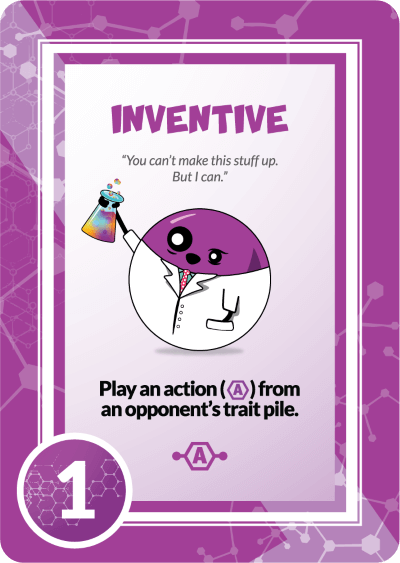 INVENTIVE
“You can’t make this stuff up.
But I can.”
Play an action (A) from
an opponent’s trait pile.
A
1